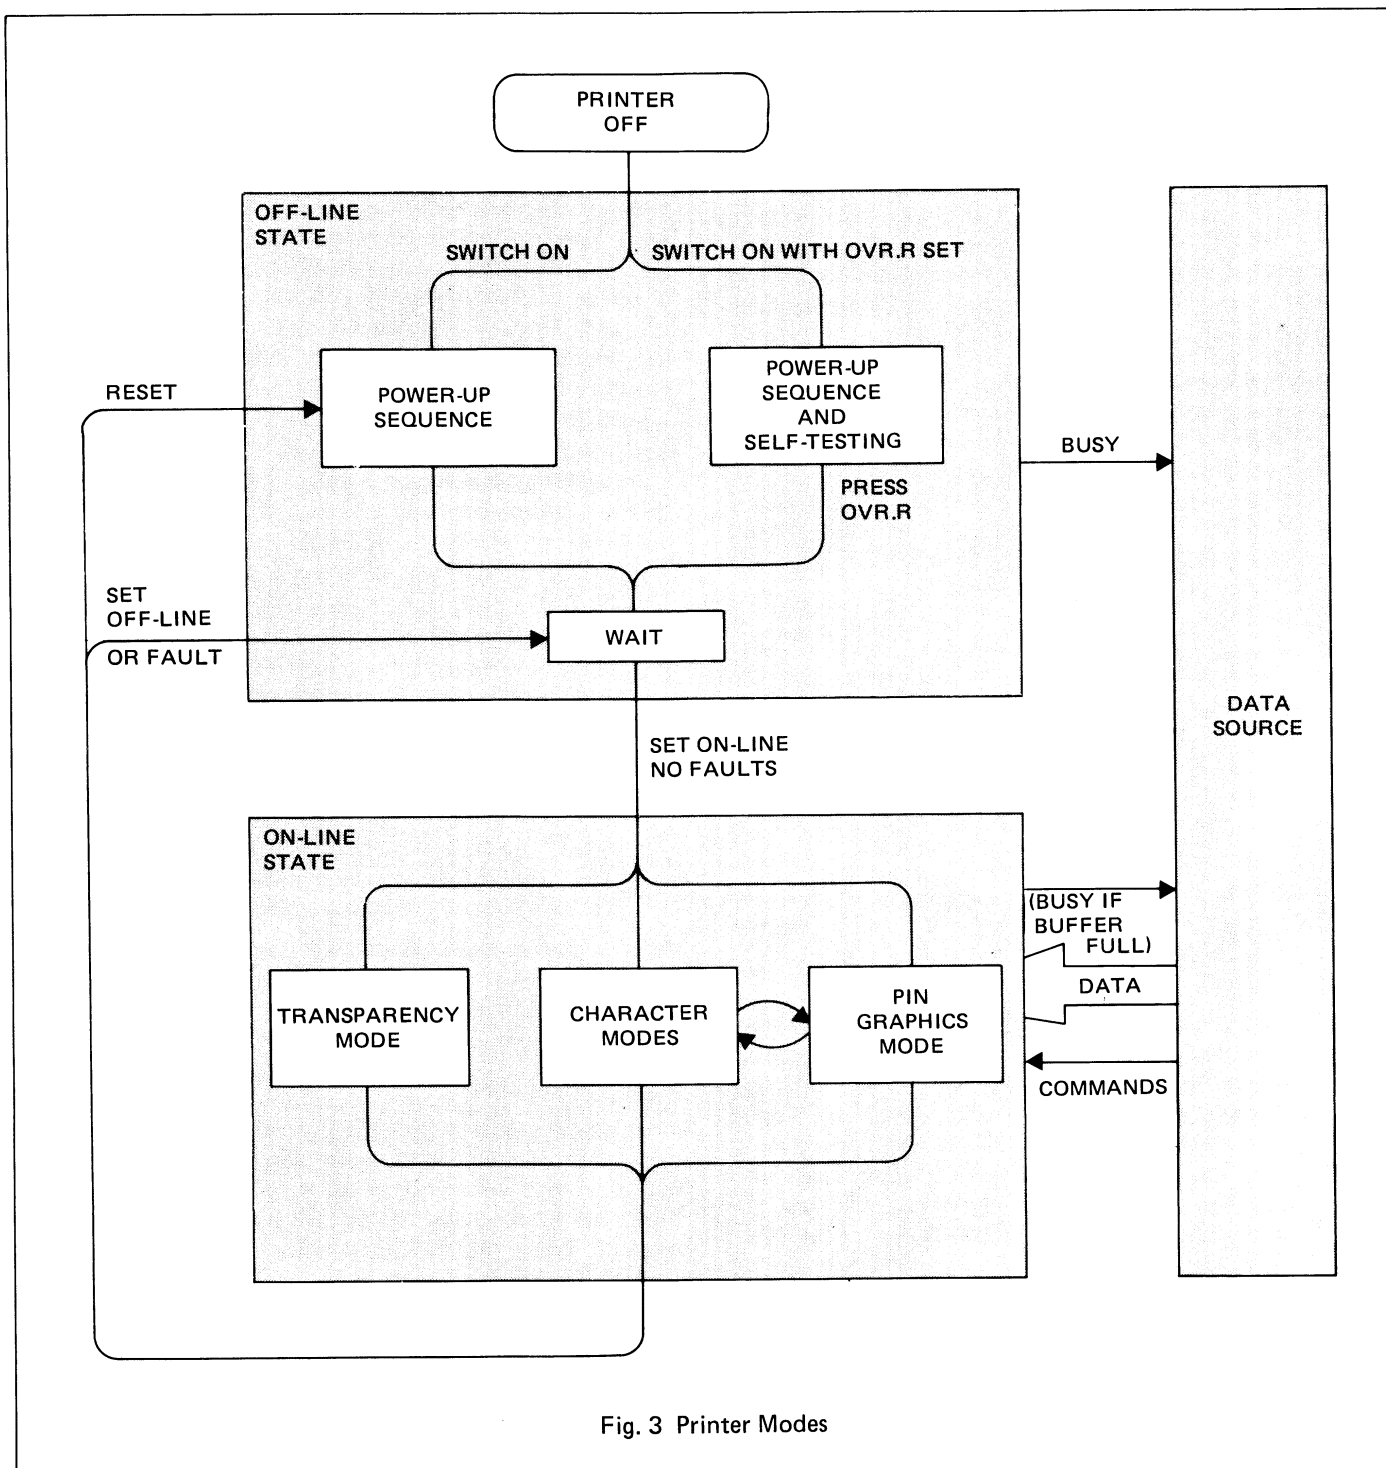 PRINTER
OFF
OFF-LINE
STATE
SWITCH ON
SWITCH ON WITH OVR.R SET
RESET
POWER-UP
SEQUENCE
POWER-UP
SEQUENCE
AND
SELF-TESTING
BUSY
PRESS
OVR.R
SET
OFF-LINE
OR FAULT
WAIT
DATA
SOURCE
SET ON-LINE
NO FAULTS
ON-LINE
STATE
(BUSY IF
BUFFER
FULL)
DATA
TRANSPARENCY
MODE
CHARACTER
MODES
PIN
GRAPHICS
MODE
COMMANDS
Fig. 3 Printer Modes